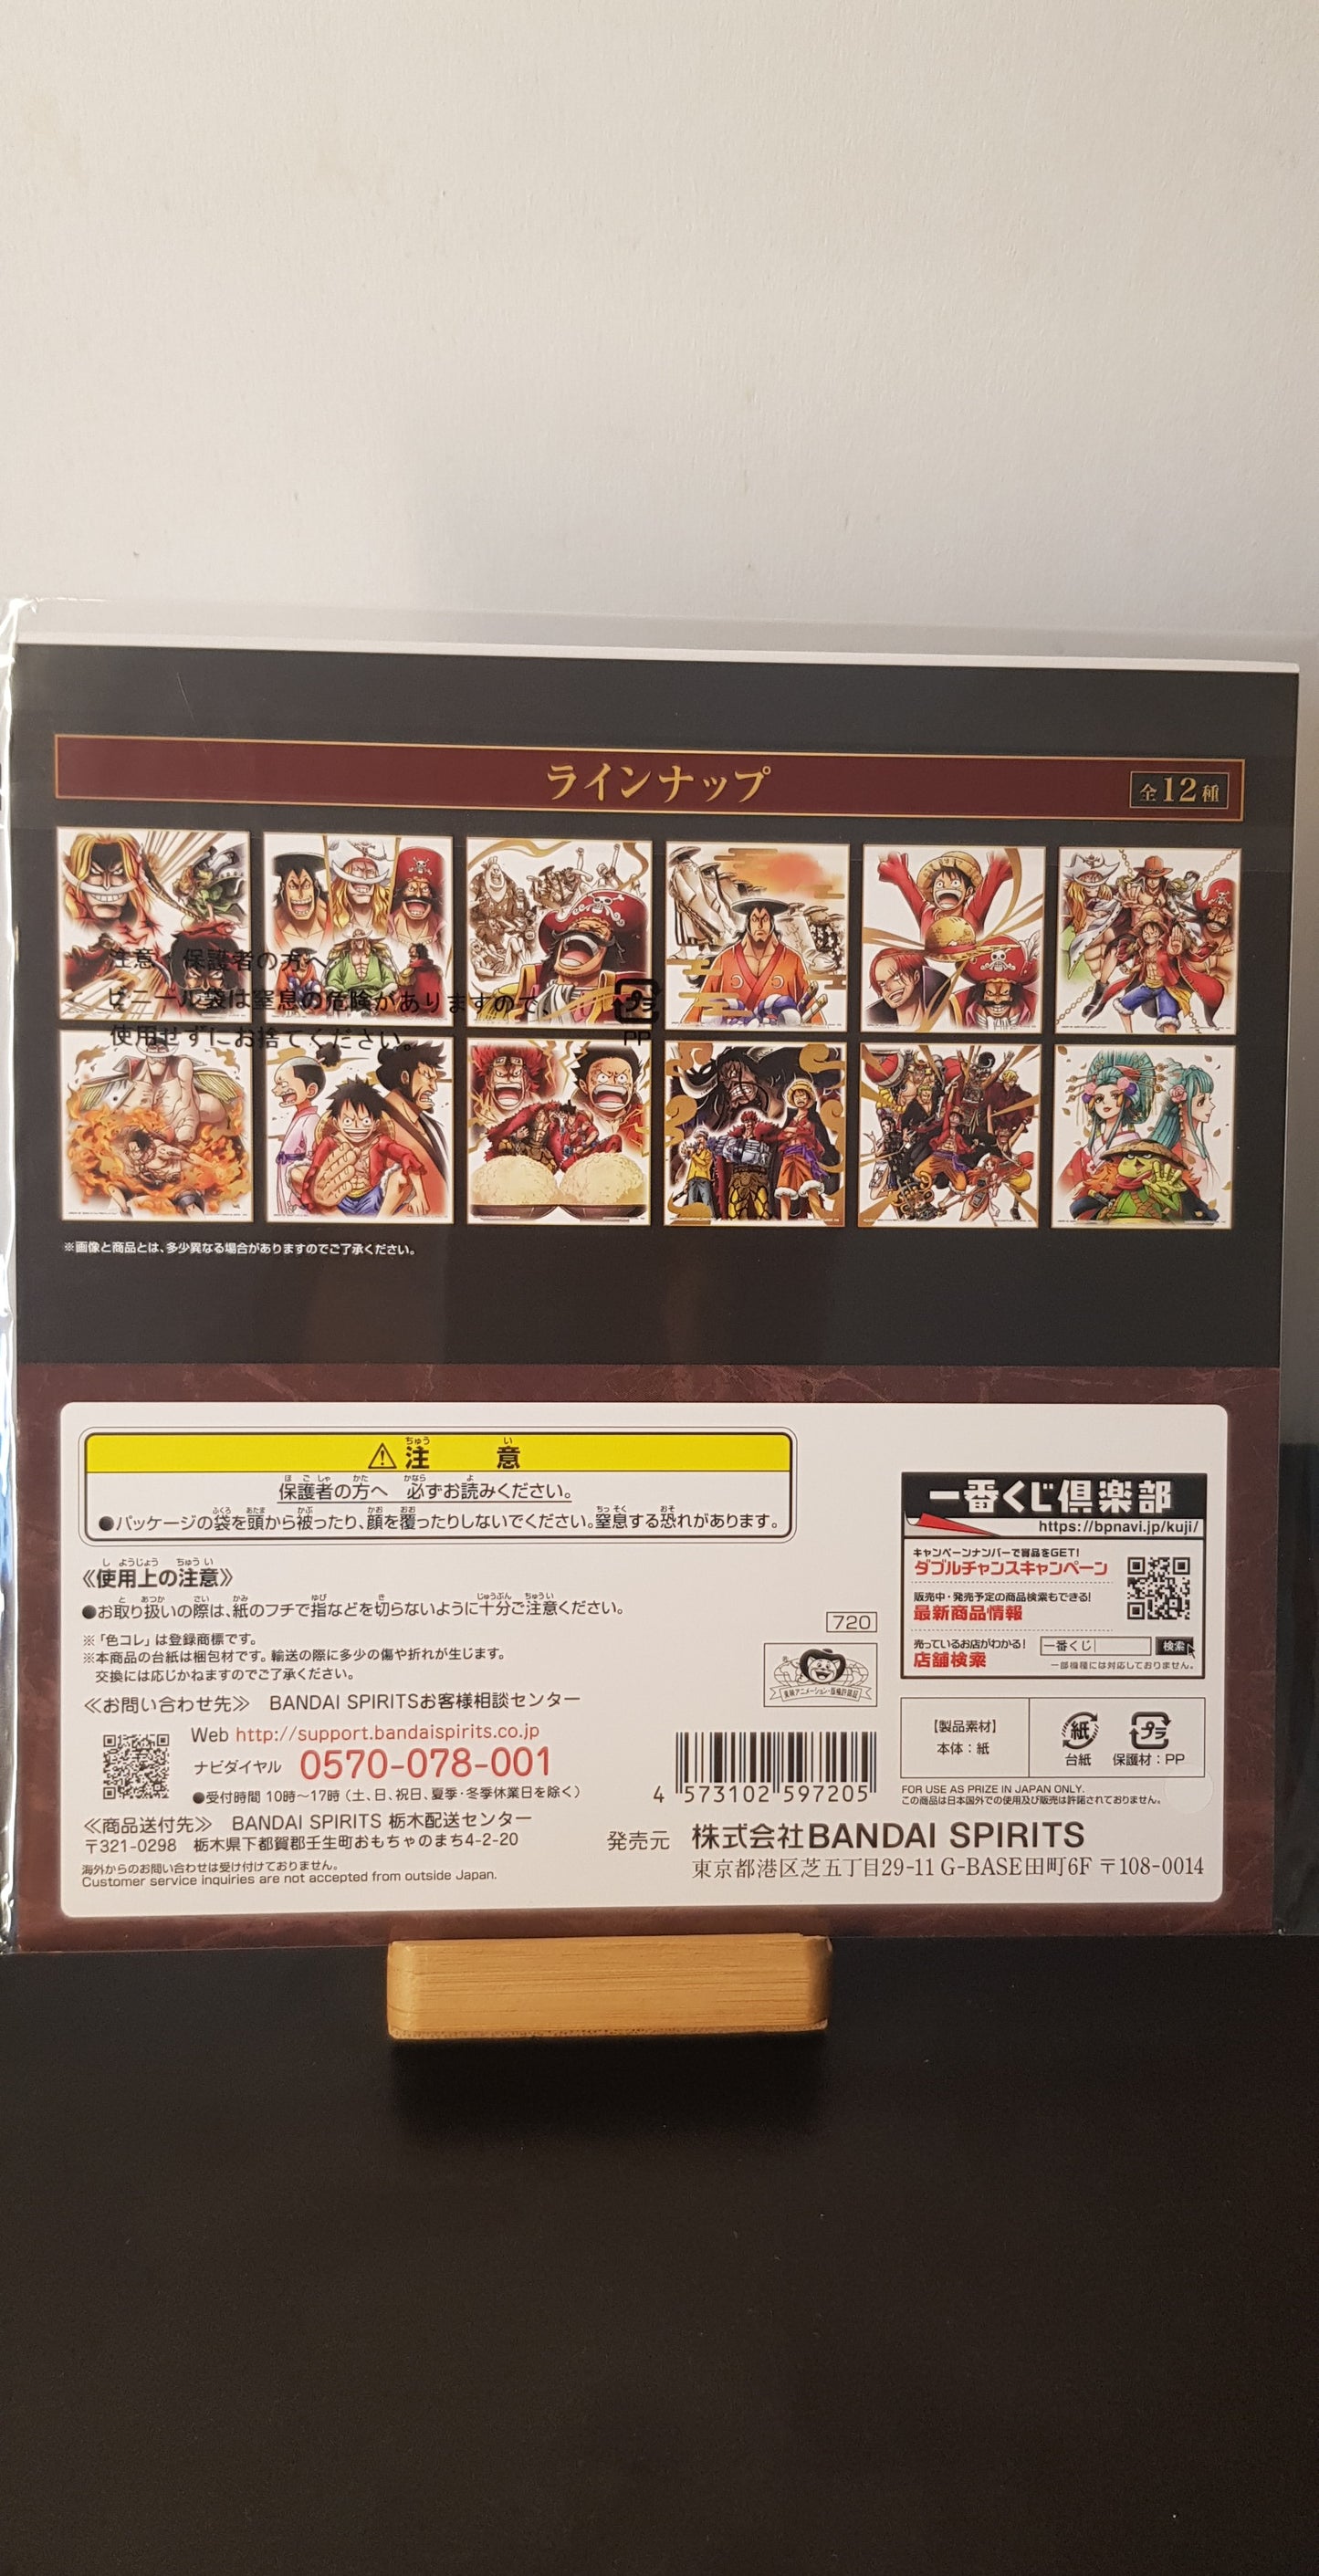 ラインナップ
全12種
注意 保護者の方へ
ビニール袋は窒息の危険がありますので、
使用せずにお捨てください。
プラ
PP
※画像と商品とは、多少異なる場合がありますのでご了承ください。
注意
保護者の方へ 必ずお読みください。
●パッケージの袋を頭から被ったり、顔を覆ったりしないでください。窒息する恐れがあります。
《使用上の注意》
●お取り扱いの際は、紙のフチで指などを切らないように十分ご注意ください。
※「色コレ」は登録商標です。
※本商品の台紙は梱包材です。輸送の際に多少の傷や折れが生じます。
交換には応じかねますのでご了承ください。
≪お問い合わせ先≫ BANDAI SPIRITSお客様相談センター
Web http://support.bandaispirits.co.jp
ナビダイヤル 0570-078-001
●受付時間 10時～17時（土、日、祝日、夏季・冬季休業日を除く）
≪商品送付先≫ BANDAI SPIRITS 栃木配送センター
〒321-0298 栃木県下都賀郡壬生町おもちゃのまち4-2-20
海外からのお問い合わせは受け付けておりません。
Customer service inquiries are not accepted from outside Japan.
720
東映アニメーション・版権許諾証
4 573102 597205
一番くじ倶楽部
https://bpnavi.jp/kuji/
キャンペーンナンバーで賞品をGET!
ダブルチャンスキャンペーン
販売中・発売予定の商品検索もできる!
最新商品情報
売っているお店がわかる!
店舗検索
一番くじ
検索
一部機種には対応しておりません。
【製品素材】
本体：紙
紙
台紙
プラ
保護材：PP
FOR USE AS PRIZE IN JAPAN ONLY.
この商品は日本国外での使用及び販売は許諾されておりません。
発売元 株式会社BANDAI SPIRITS
東京都港区芝五丁目29-11 G-BASE田町6F 〒108-0014